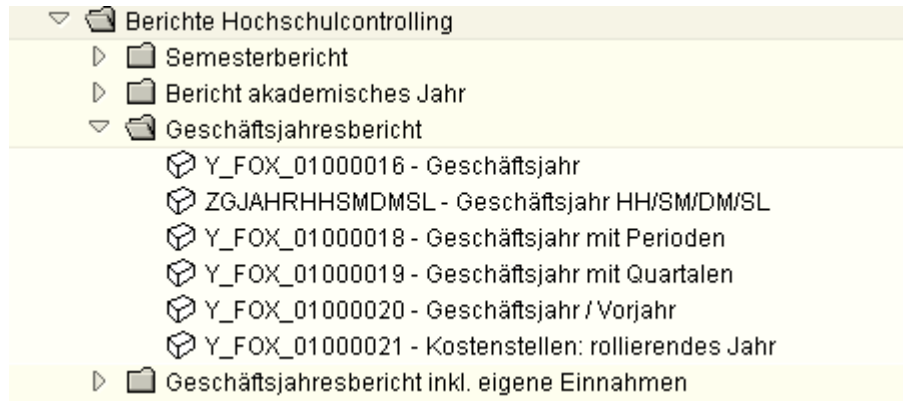 Berichte Hochschulcontrolling
Semesterbericht
Bericht akademisches Jahr
Geschäftsjahresbericht
Y_FOX_01000016 - Geschäftsjahr
ZGJAHRHHSMDMSL - Geschäftsjahr HH/SM/DM/SL
Y_FOX_01000018 - Geschäftsjahr mit Perioden
Y_FOX_01000019 - Geschäftsjahr mit Quartalen
Y_FOX_01000020 - Geschäftsjahr / Vorjahr
Y_FOX_01000021 - Kostenstellen: rollierendes Jahr
Geschäftsjahresbericht inkl. eigene Einnahmen